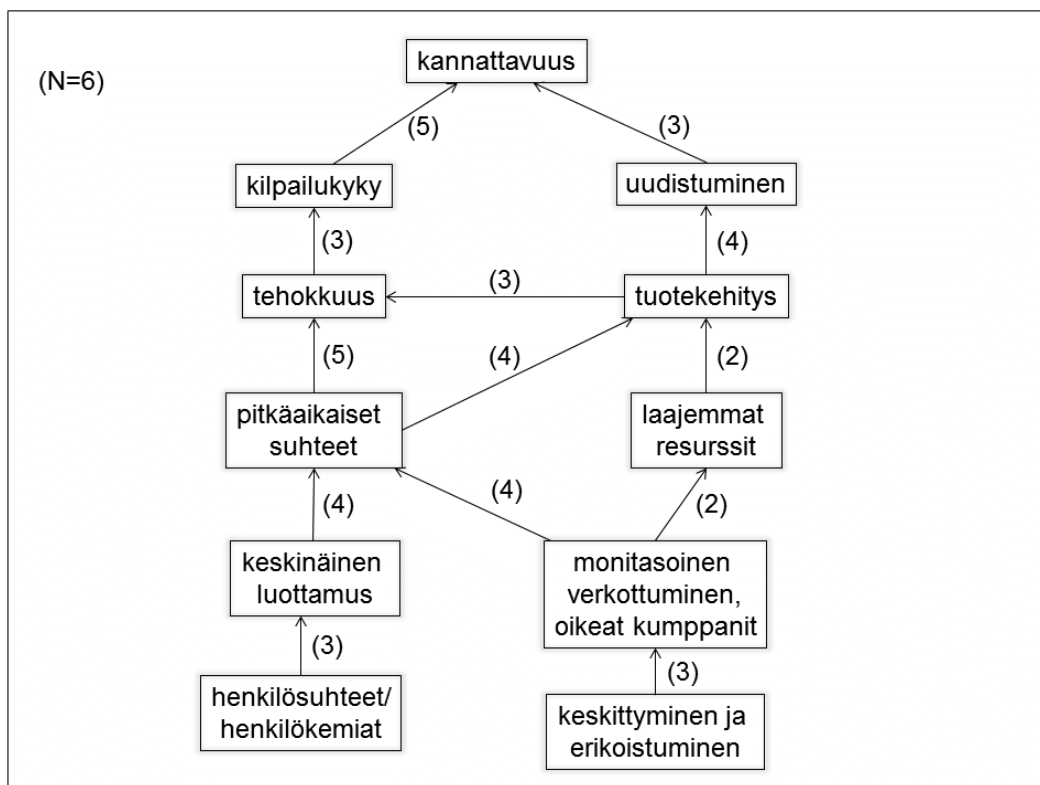 kannattavuus
(N=6)
(5)
(3)
kilpailukyky
uudistuminen
(3)
(4)
tehokkuus
(3)
tuotekehitys
(5)
(4)
(2)
pitkäaikaiset
suhteet
laajemmat
resurssit
(4)
(4)
(2)
keskinäinen
luottamus
monitasoinen
verkottuminen,
oikeat kumppanit
(3)
(3)
henkilösuhteet/
henkilökemiat
keskittyminen ja
erikoistuminen